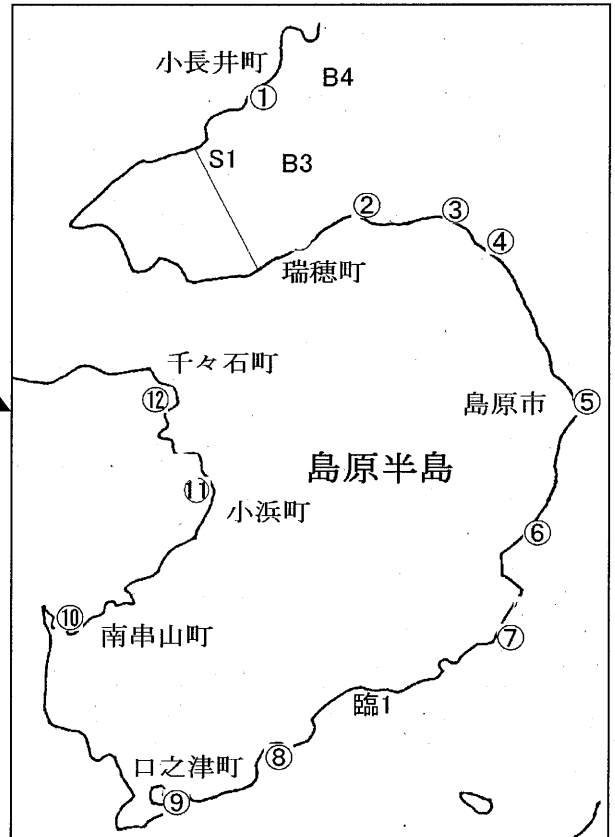 小長井町
B4
①
S1
B3
②
③
④
瑞穂町
千々石町
⑫
島原市
⑤
島原半島
⑪
小浜町
⑥
⑩
南串山町
⑦
臨1
口之津町
⑧
⑨